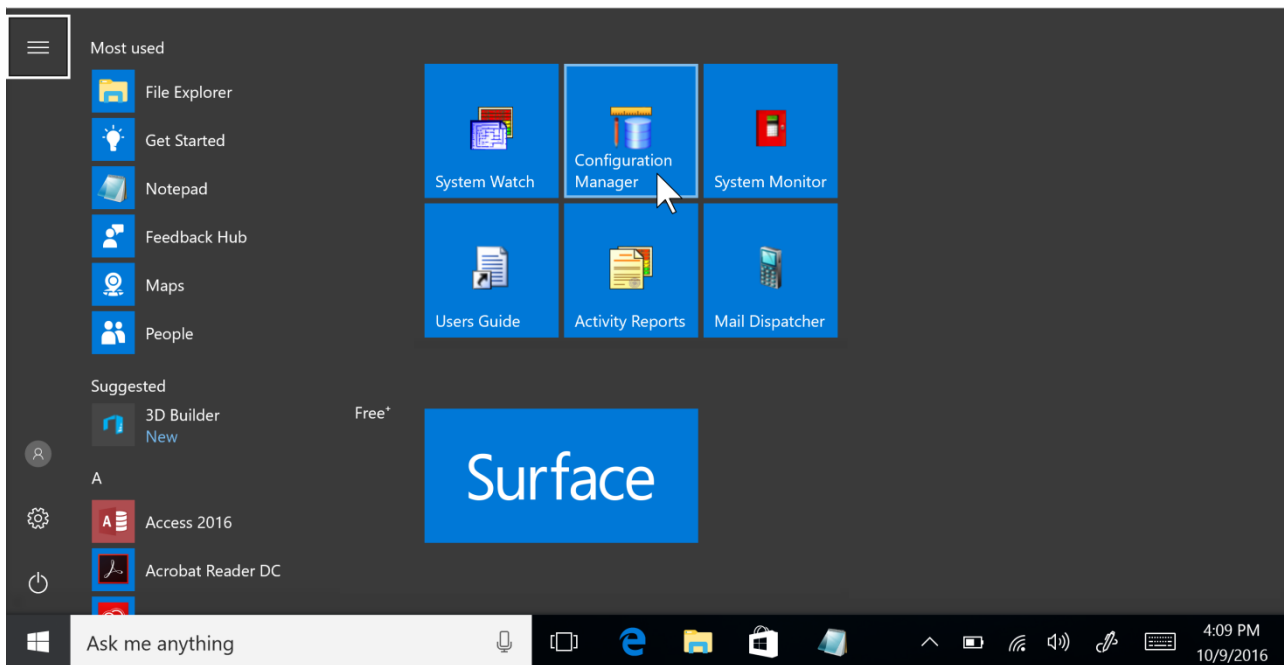 Most used
File Explorer
Get Started
Notepad
Feedback Hub
Maps
People
Suggested
3D Builder
Free+
New
A
Access 2016
Acrobat Reader DC
System Watch
Configuration
Manager
System Monitor
Users Guide
Activity Reports
Mail Dispatcher
Surface
Ask me anything
4:09 PM
10/9/2016